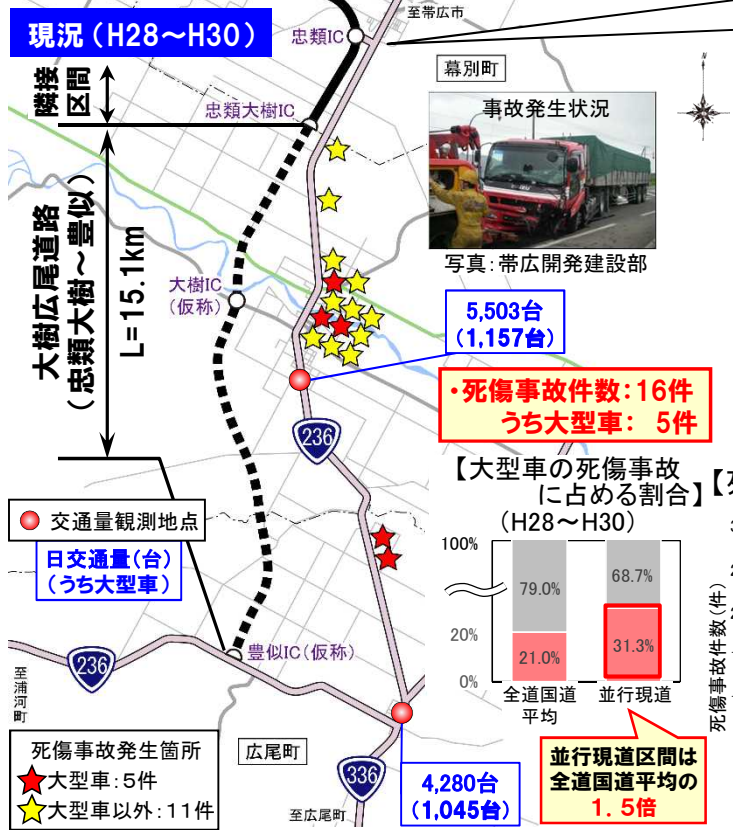 現況（H28～H30）
至帯広市
忠類IC
幕別町
隣接
区間
忠類大樹IC
事故発生状況
写真：帯広開発建設部
大樹広尾道路
（忠類大樹～豊似）
L=15.1km
大樹IC
（仮称）
5,503台
（1,157台）
・死傷事故件数：16件
うち大型車： 5件
236
【大型車の死傷事故
に占める割合】
（H28～H30）
交通量観測地点
日交通量（台）
（うち大型車）
100%
20%
0%
79.0%
21.0%
68.7%
31.3%
全道国道
平均
並行現道
死傷事故件数（件）
236
豊似IC（仮称）
至浦河町
広尾町
336
死傷事故発生箇所
大型車：5件
大型車以外：11件
4,280台
（1,045台）
至広尾町
並行現道区間は
全道国道平均の
1．5倍